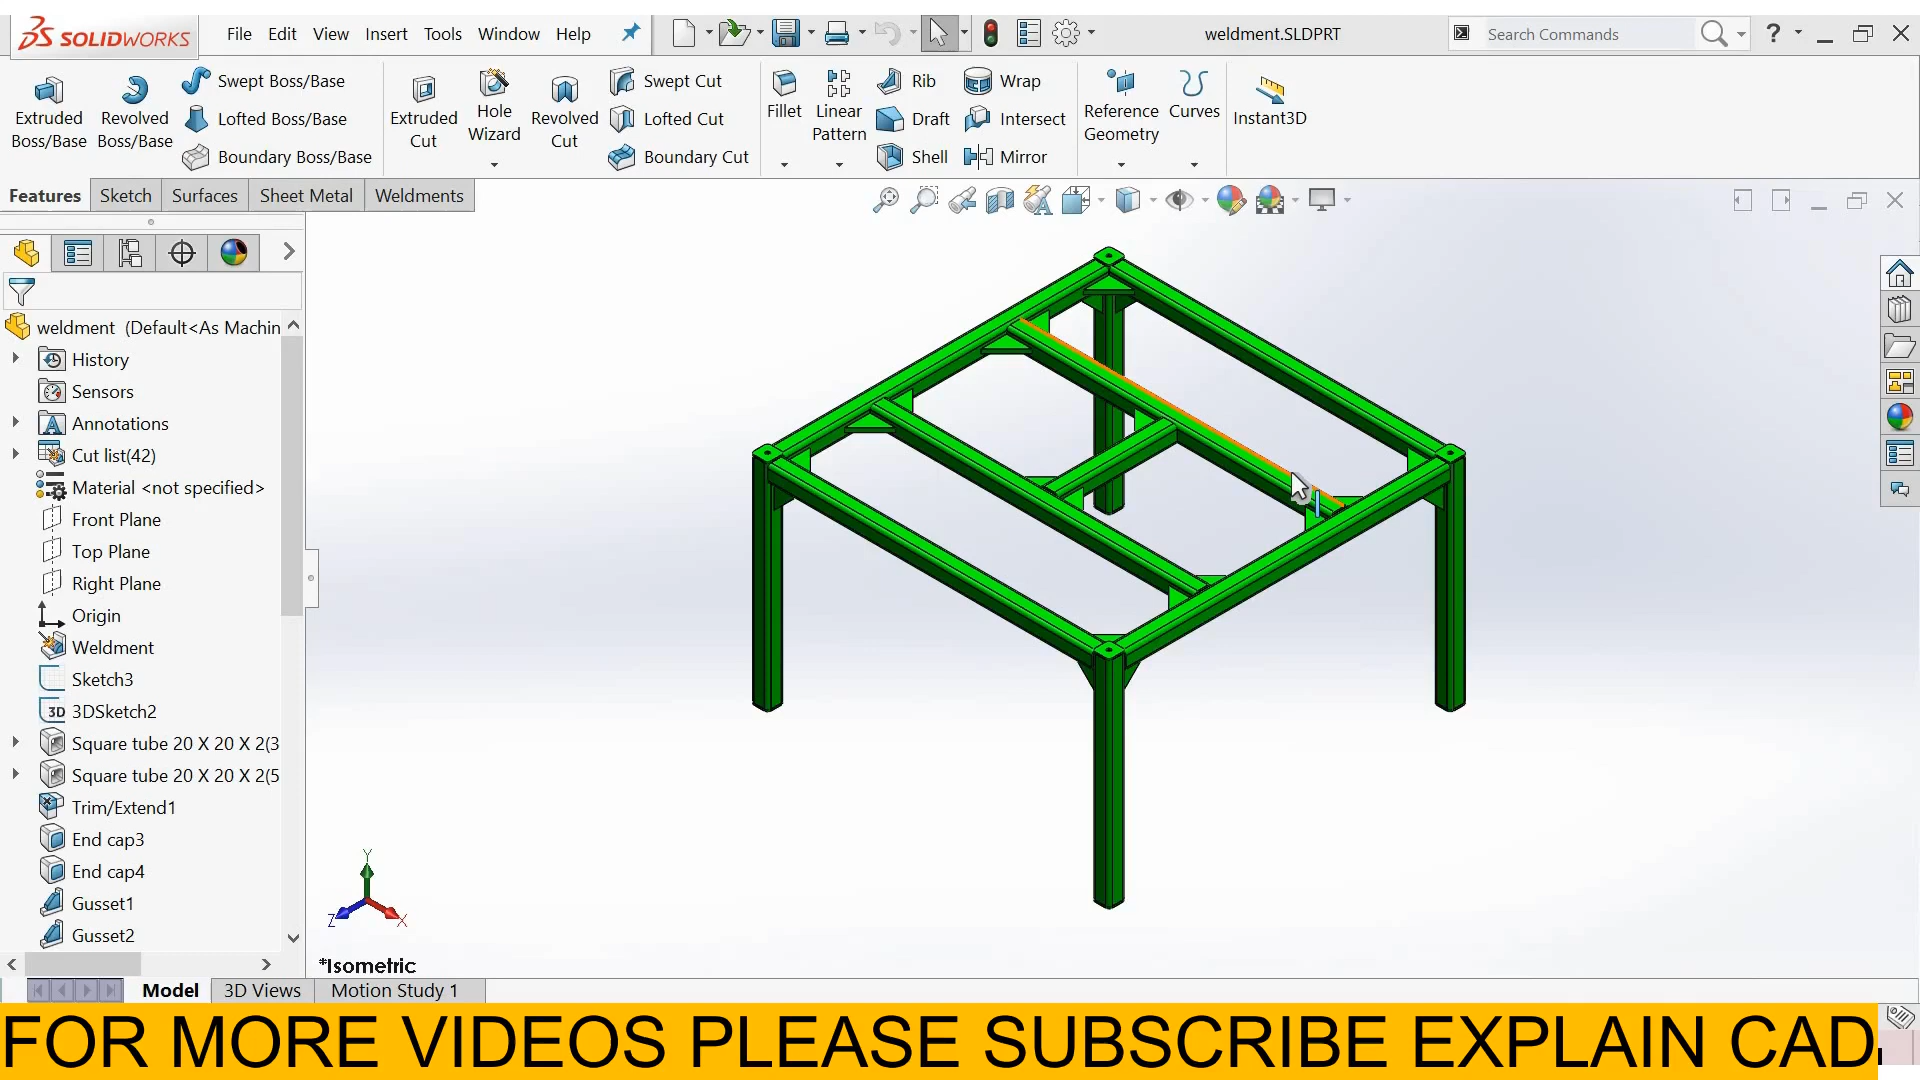 SOLIDWORKS File Edit View Insert Tools Window Help weldment.SLDPRT Search Commands ?
Extruded Boss/Base
Revolved Boss/Base
Swept Boss/Base
Lofted Boss/Base
Boundary Boss/Base
Extruded Cut
Hole Wizard
Revolved Cut
Swept Cut
Lofted Cut
Boundary Cut
Fillet
Linear Pattern
Rib
Draft
Shell
Wrap
Intersect
Mirror
Reference Geometry
Curves
Instant3D
Features Sketch Surfaces Sheet Metal Weldments
weldment (Default<As Machin
History
Sensors
Annotations
Cut list(42)
Material <not specified>
Front Plane
Top Plane
Right Plane
Origin
Weldment
Sketch3
3D 3DSketch2
Square tube 20 X 20 X 2(3
Square tube 20 X 20 X 2(5
Trim/Extend1
End cap3
End cap4
Gusset1
Gusset2
Y
Z
X
*Isometric
Model 3D Views Motion Study 1
FOR MORE VIDEOS PLEASE SUBSCRIBE EXPLAIN CAD.